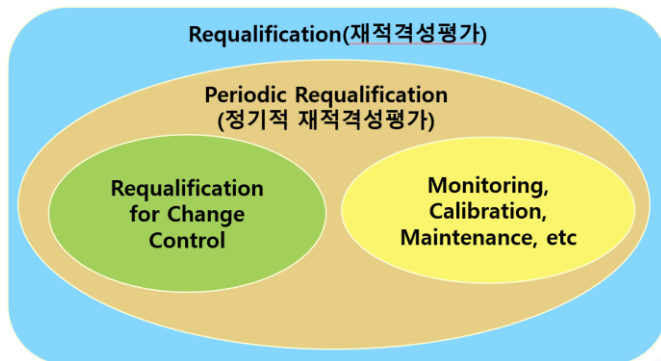 Requalification(재적격성평가)
Periodic Requalification
(정기적 재적격성평가)
Requalification
for Change
Control
Monitoring,
Calibration,
Maintenance, etc